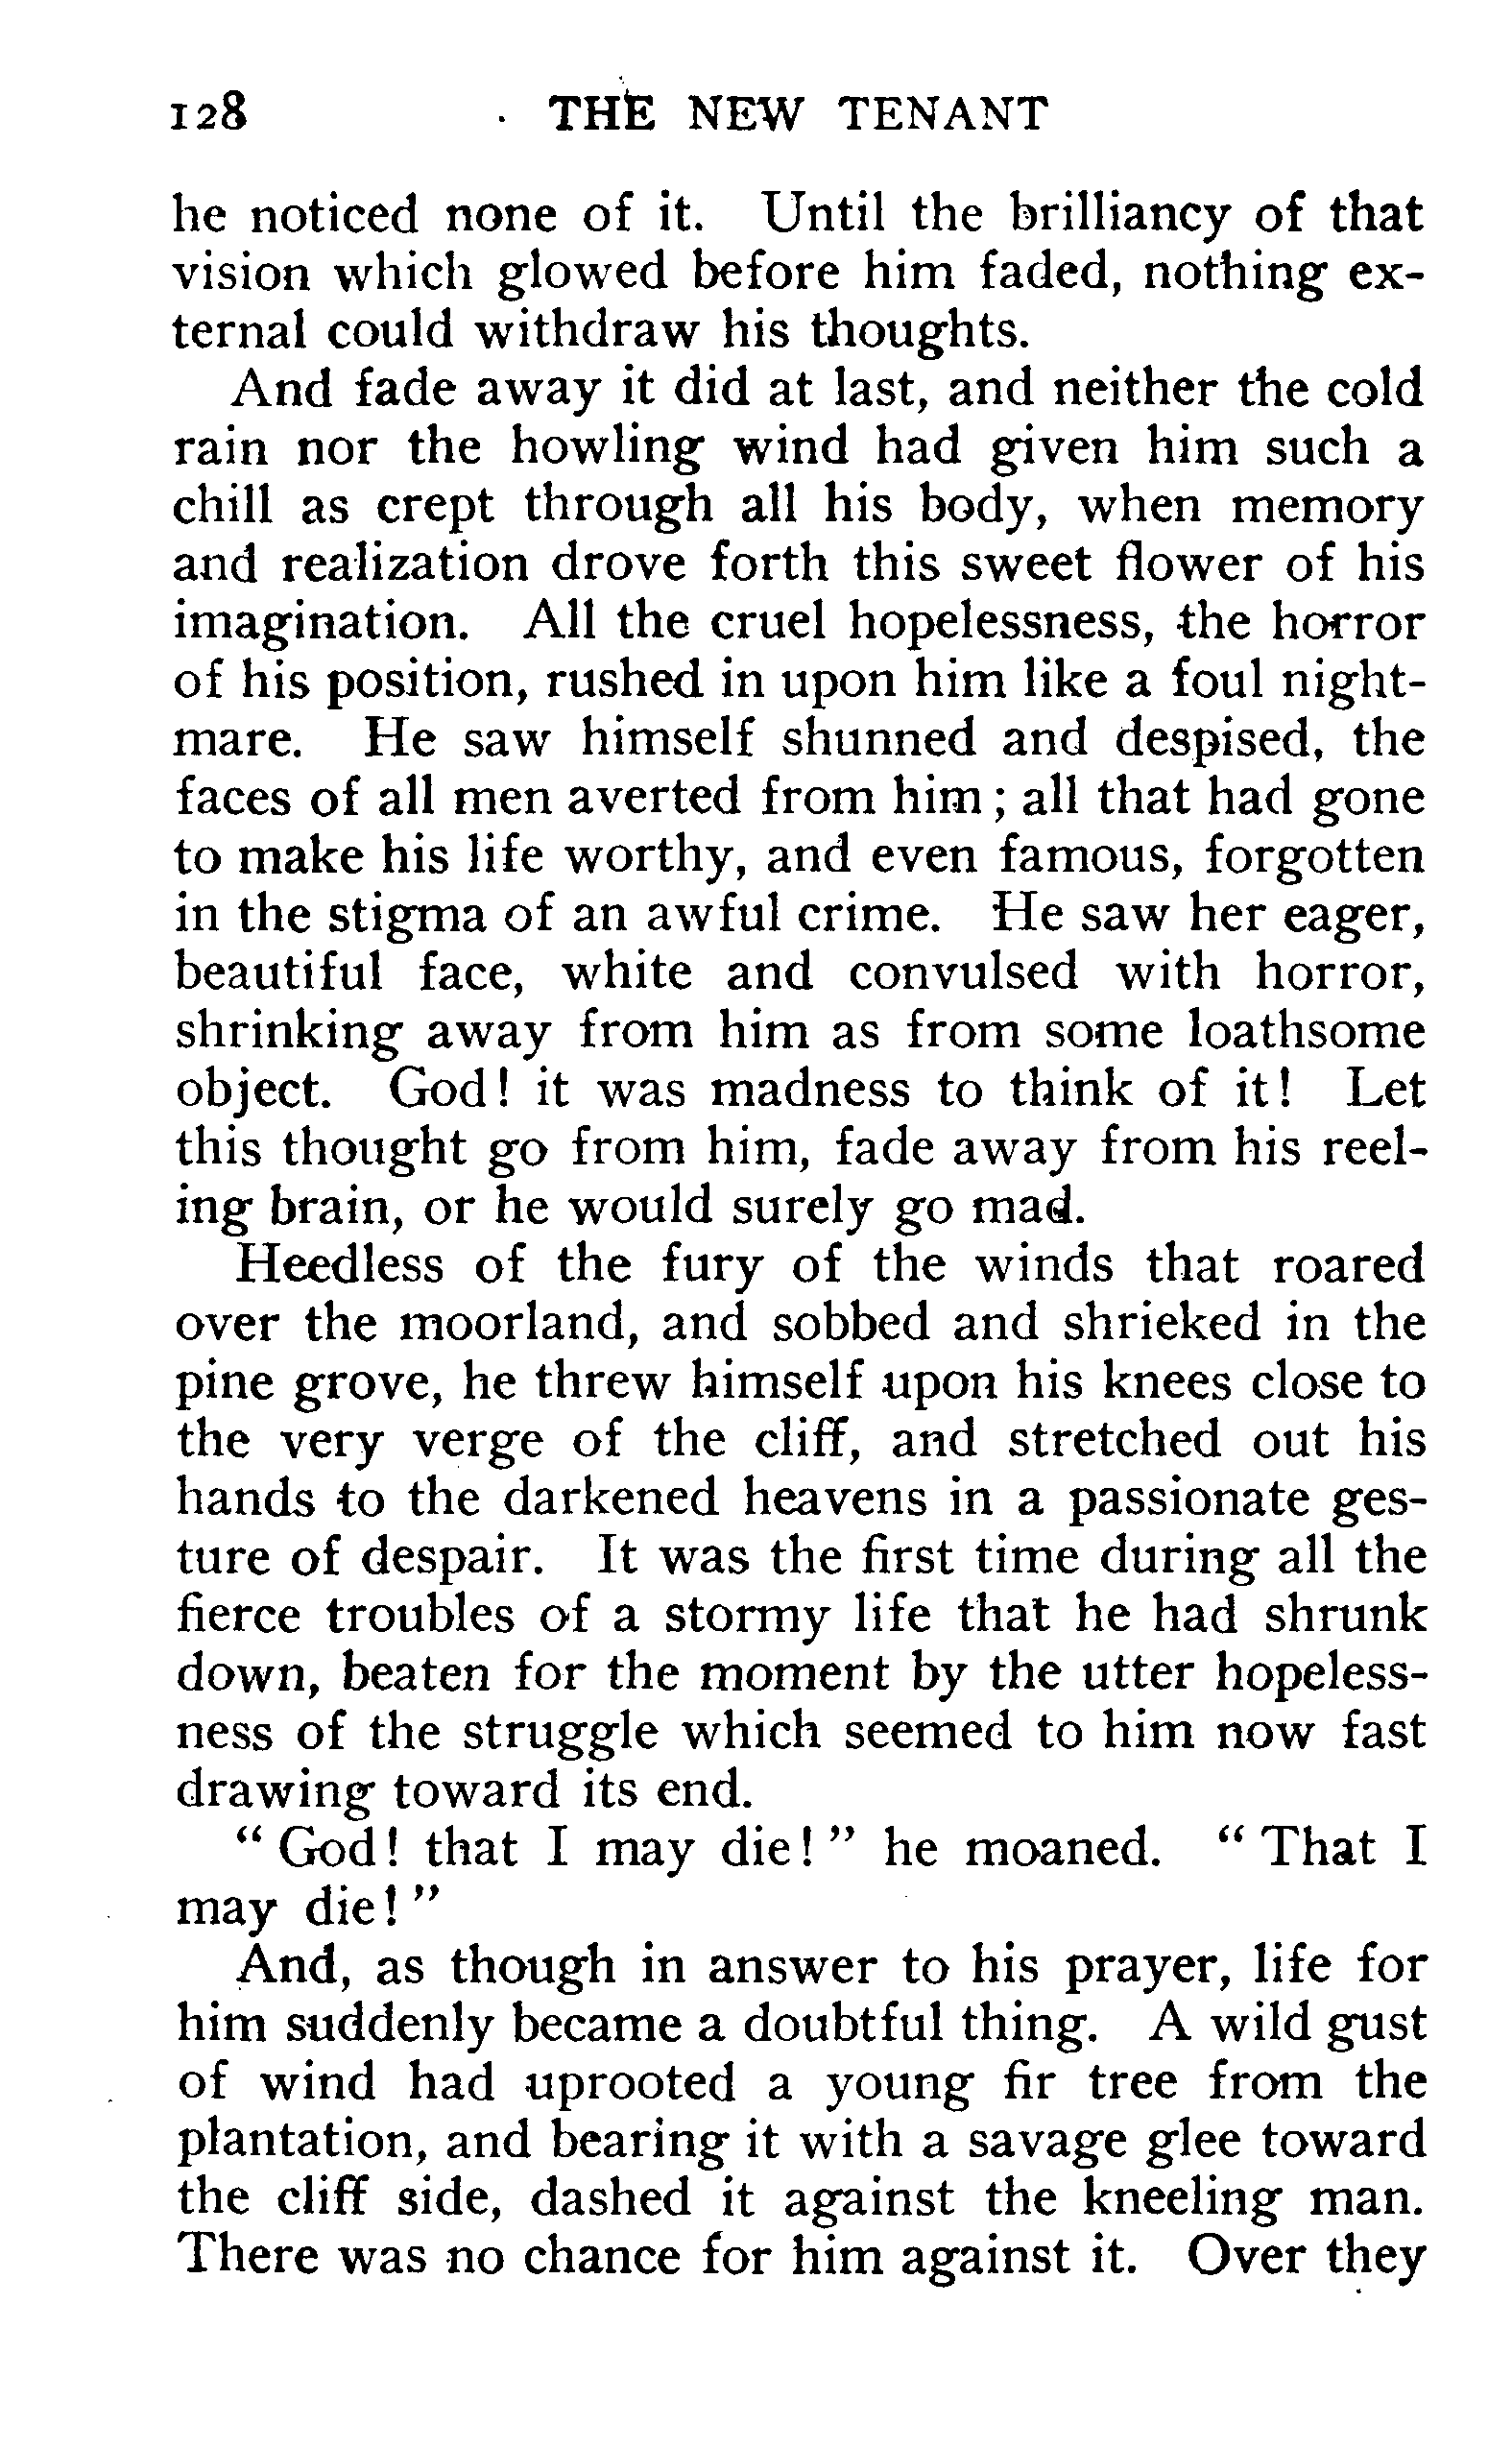 128 THE NEW TENANT
he noticed none of it. Until the brilliancy of that
vision which glowed before him faded, nothing ex-
ternal could withdraw his thoughts.
And fade away it did at last, and neither the cold
rain nor the howling wind had given him such a
chill as crept through all his body, when memory
and realization drove forth this sweet flower of his
imagination. All the cruel hopelessness, the horror
of his position, rushed in upon him like a foul night-
mare. He saw himself shunned and despised, the
faces of all men averted from him; all that had gone
to make his life worthy, and even famous, forgotten
in the stigma of an awful crime. He saw her eager,
beautiful face, white and convulsed with horror,
shrinking away from him as from some loathsome
object. God! it was madness to think of it! Let
this thought go from him, fade away from his reel-
ing brain, or he would surely go mad.
Heedless of the fury of the winds that roared
over the moorland, and sobbed and shrieked in the
pine grove, he threw himself upon his knees close to
the very verge of the cliff, and stretched out his
hands to the darkened heavens in a passionate ges-
ture of despair. It was the first time during all the
fierce troubles of a stormy life that he had shrunk
down, beaten for the moment by the utter hopeless-
ness of the struggle which seemed to him now fast
drawing toward its end.
"God! that I may die!" he moaned. "That I
may die!"
And, as though in answer to his prayer, life for
him suddenly became a doubtful thing. A wild gust
of wind had uprooted a young fir tree from the
plantation, and bearing it with a savage glee toward
the cliff side, dashed it against the kneeling man.
There was no chance for him against it. Over they